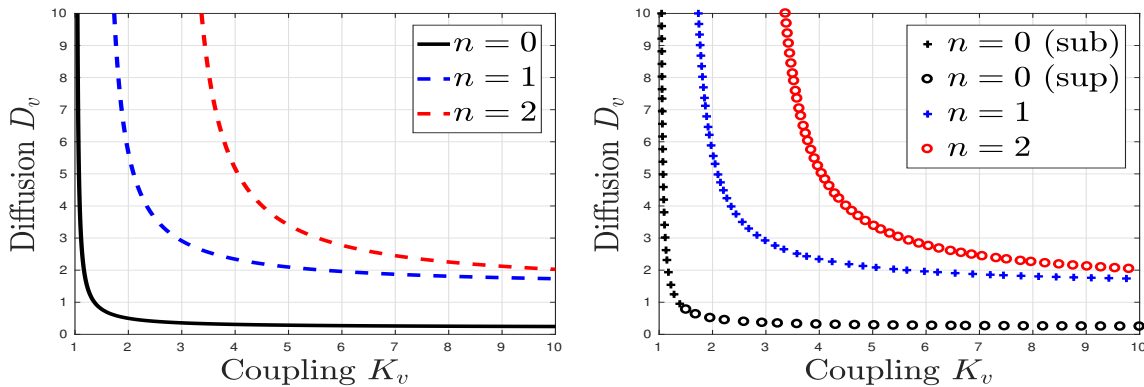 10
9
8
7
6
5
4
3
2
1
0
Diffusion D_v
n = 0
n = 1
n = 2
1 2 3 4 5 6 7 8 9 10
Coupling K_v
10
9
8
7
6
5
4
3
2
1
0
Diffusion D_v
n = 0 (sub)
n = 0 (sup)
n = 1
n = 2
1 2 3 4 5 6 7 8 9 10
Coupling K_v